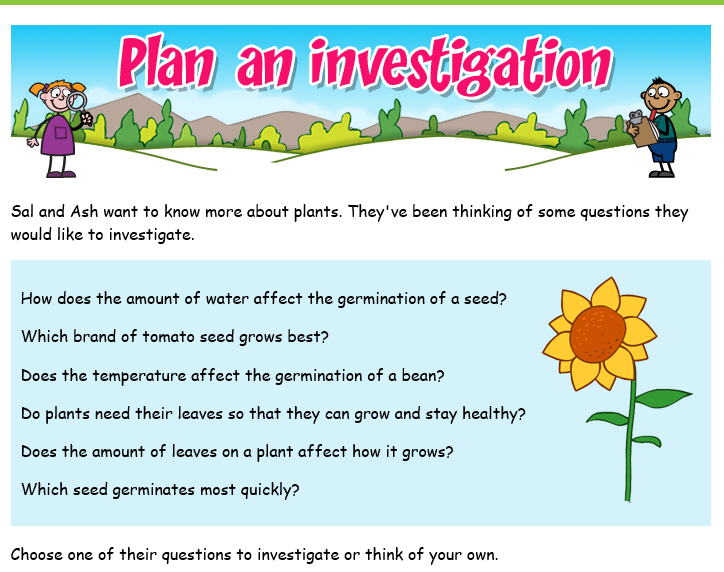 Plan an investigation
Sal and Ash want to know more about plants. They've been thinking of some questions they
would like to investigate.
How does the amount of water affect the germination of a seed?
Which brand of tomato seed grows best?
Does the temperature affect the germination of a bean?
Do plants need their leaves so that they can grow and stay healthy?
Does the amount of leaves on a plant affect how it grows?
Which seed germinates most quickly?
Choose one of their questions to investigate or think of your own.